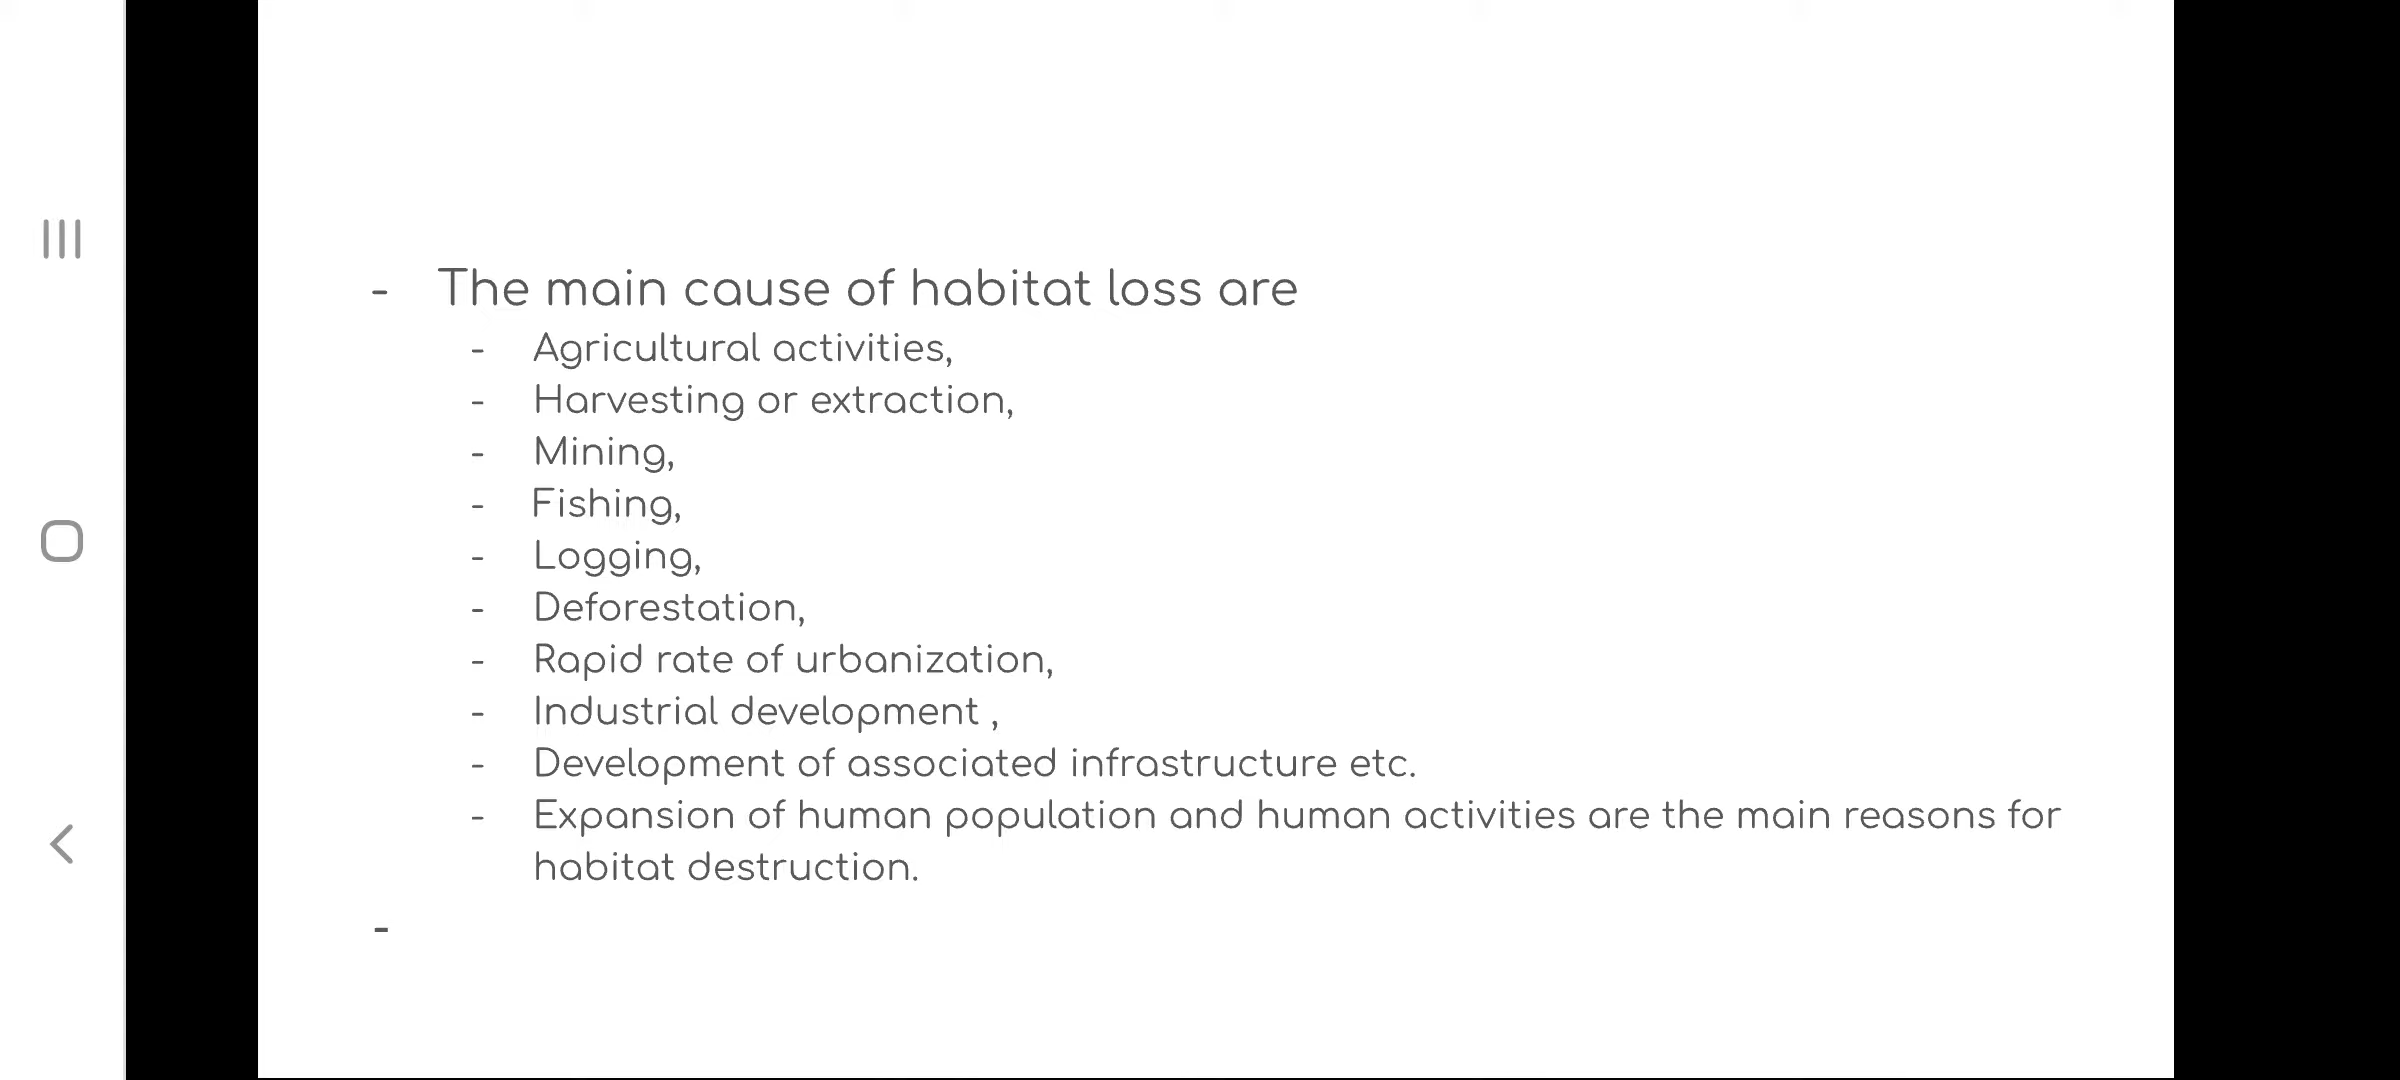 - The main cause of habitat loss are
- Agricultural activities,
- Harvesting or extraction,
- Mining,
- Fishing,
- Logging,
- Deforestation,
- Rapid rate of urbanization,
- Industrial development ,
- Development of associated infrastructure etc.
- Expansion of human population and human activities are the main reasons for
habitat destruction.
-